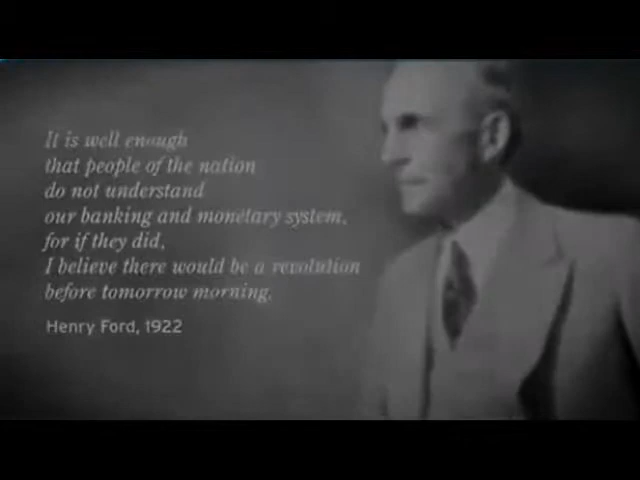 It is well enough
that people of the nation
do not understand
our banking and monetary system,
for if they did,
I believe there would be a revolution
before tomorrow morning.
Henry Ford, 1922